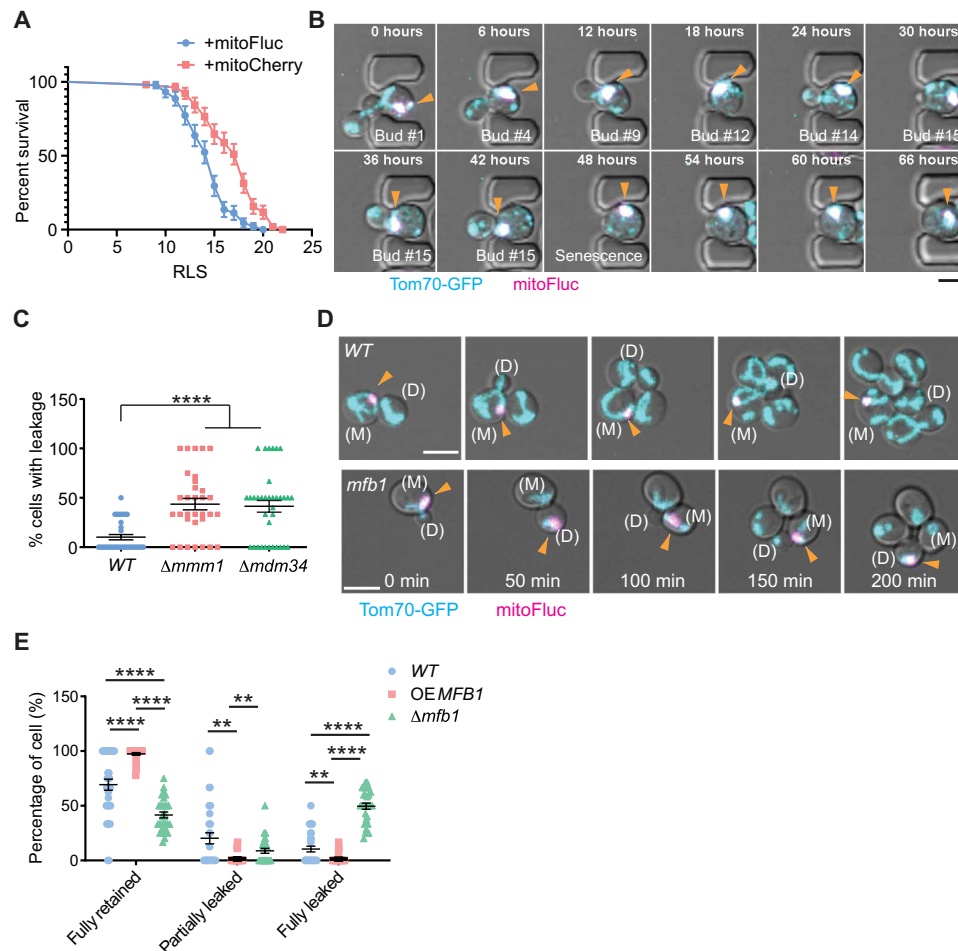 A
+mitoFluc
+mitoCherry
Percent survival
100
50
0
0 5 10 15 20 25
RLS
B
0 hours 6 hours 12 hours 18 hours 24 hours 30 hours
Bud #1 Bud #4 Bud #9 Bud #12 Bud #14 Bud #15
36 hours 42 hours 48 hours 54 hours 60 hours 66 hours
Bud #15 Bud #15 Senescence
Tom70-GFP mitoFluc
C
% cells with leakage
150
100
50
0
****
WT Δmmm1 Δmdm34
D
WT
(D) (D) (D) (D) (D)
(M) (M) (M) (M) (M)
mfb1
(M) (M) (M) (M) (M)
(D) (D) (D) (D) (D)
0 min 50 min 100 min 150 min 200 min
Tom70-GFP mitoFluc
E
WT
OE MFB1
Δmfb1
Percentage of cell (%)
150
100
50
0
****
**** ****
**
**
****
****
**
Fully retained
Partially leaked
Fully leaked